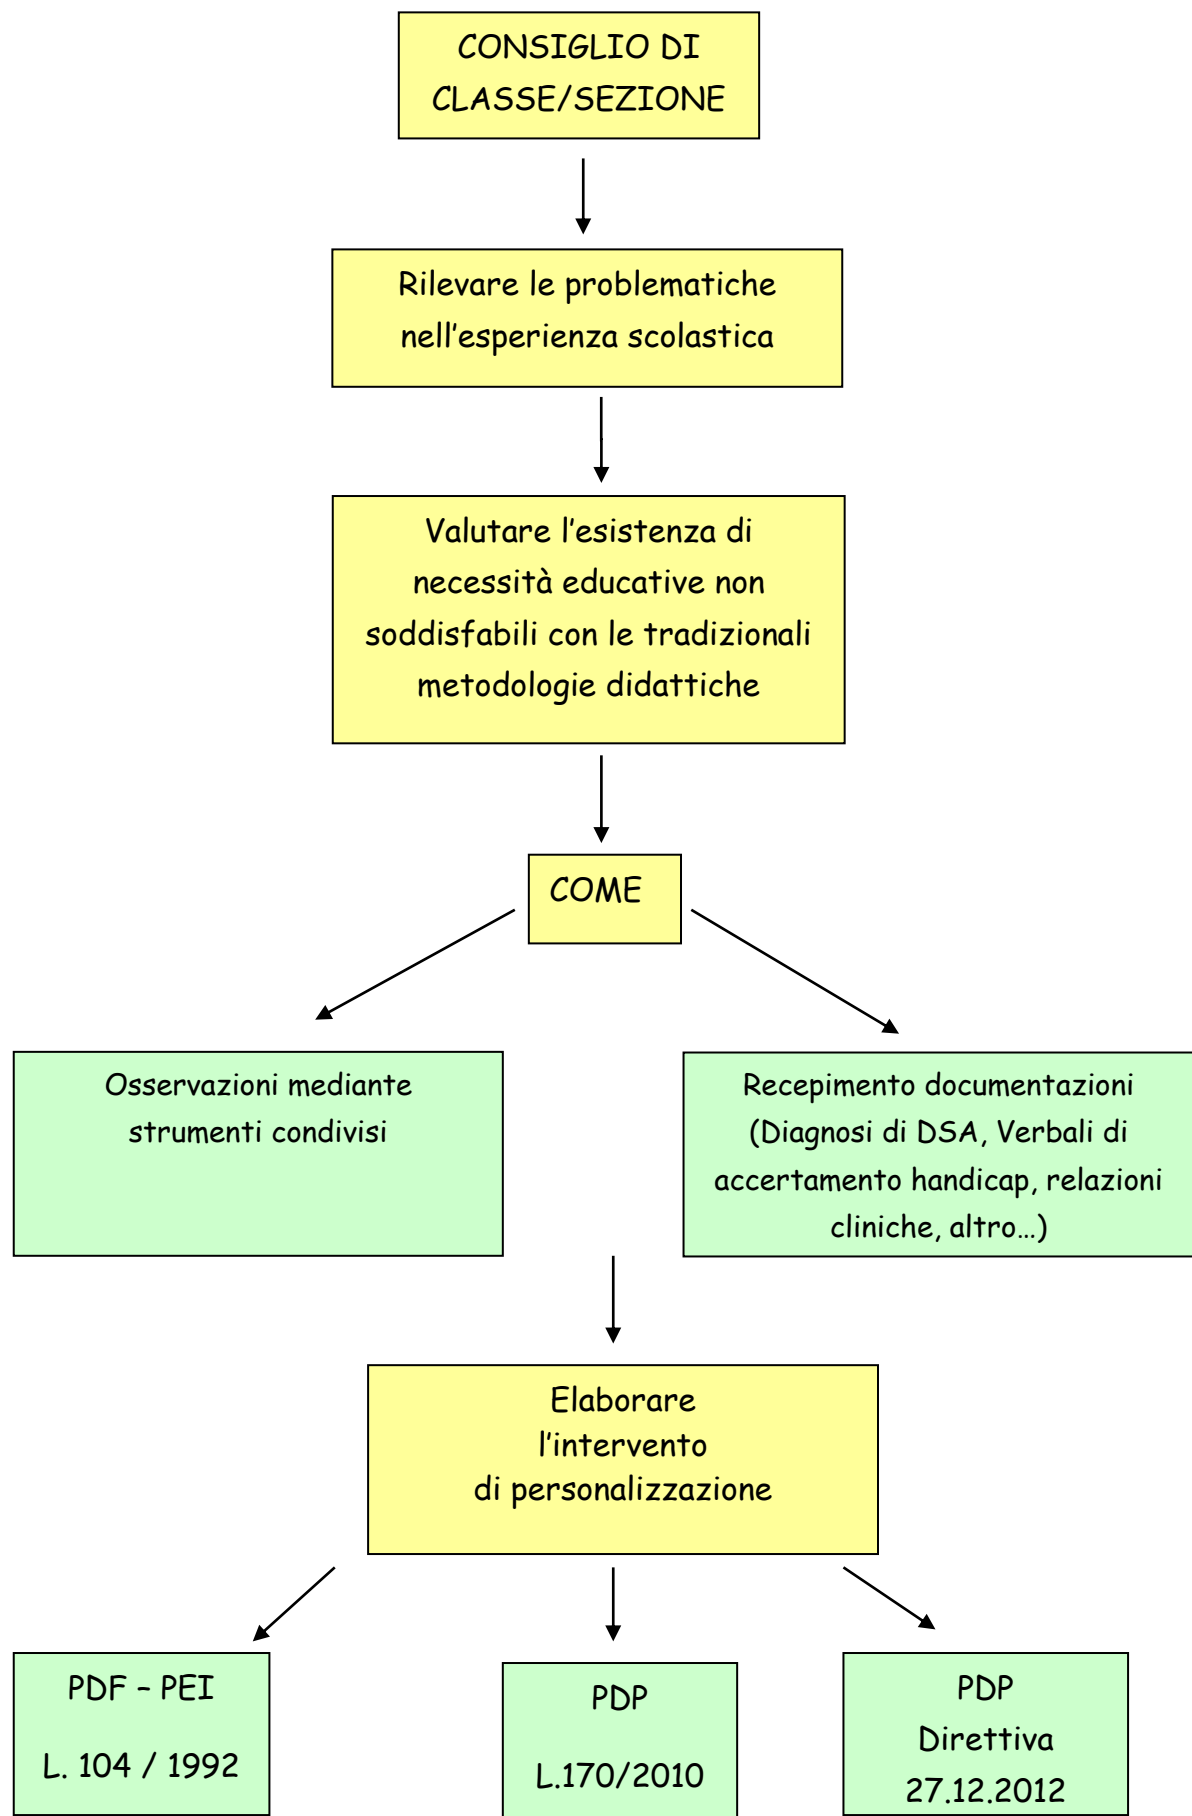 CONSIGLIO DI
CLASSE/SEZIONE
Rilevare le problematiche
nell'esperienza scolastica
Valutare l'esistenza di
necessità educative non
soddisfabili con le tradizionali
metodologie didattiche
COME
Osservazioni mediante
strumenti condivisi
Recepimento documentazioni
(Diagnosi di DSA, Verbali di
accertamento handicap, relazioni
cliniche, altro…)
Elaborare
l'intervento
di personalizzazione
PDF – PEI
L. 104 / 1992
PDP
L.170/2010
PDP
Direttiva
27.12.2012